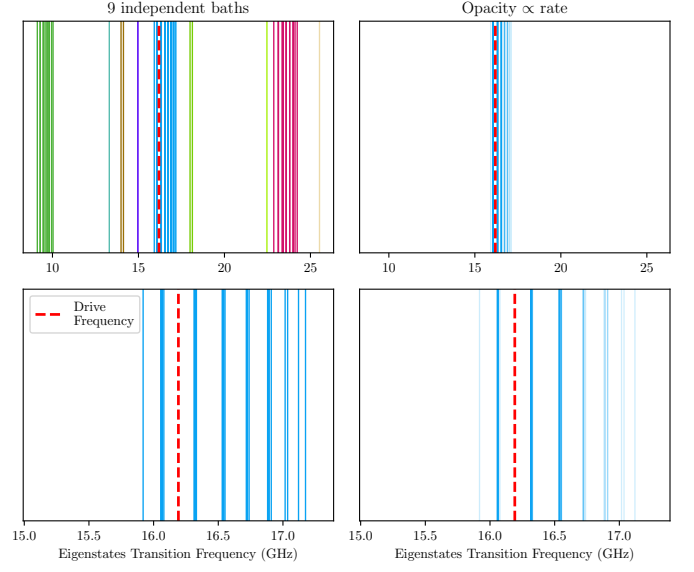 9 independent baths
Opacity ∝ rate
10 15 20 25
10 15 20 25
Drive
Frequency
15.0 15.5 16.0 16.5 17.0
15.0 15.5 16.0 16.5 17.0
Eigenstates Transition Frequency (GHz)
Eigenstates Transition Frequency (GHz)